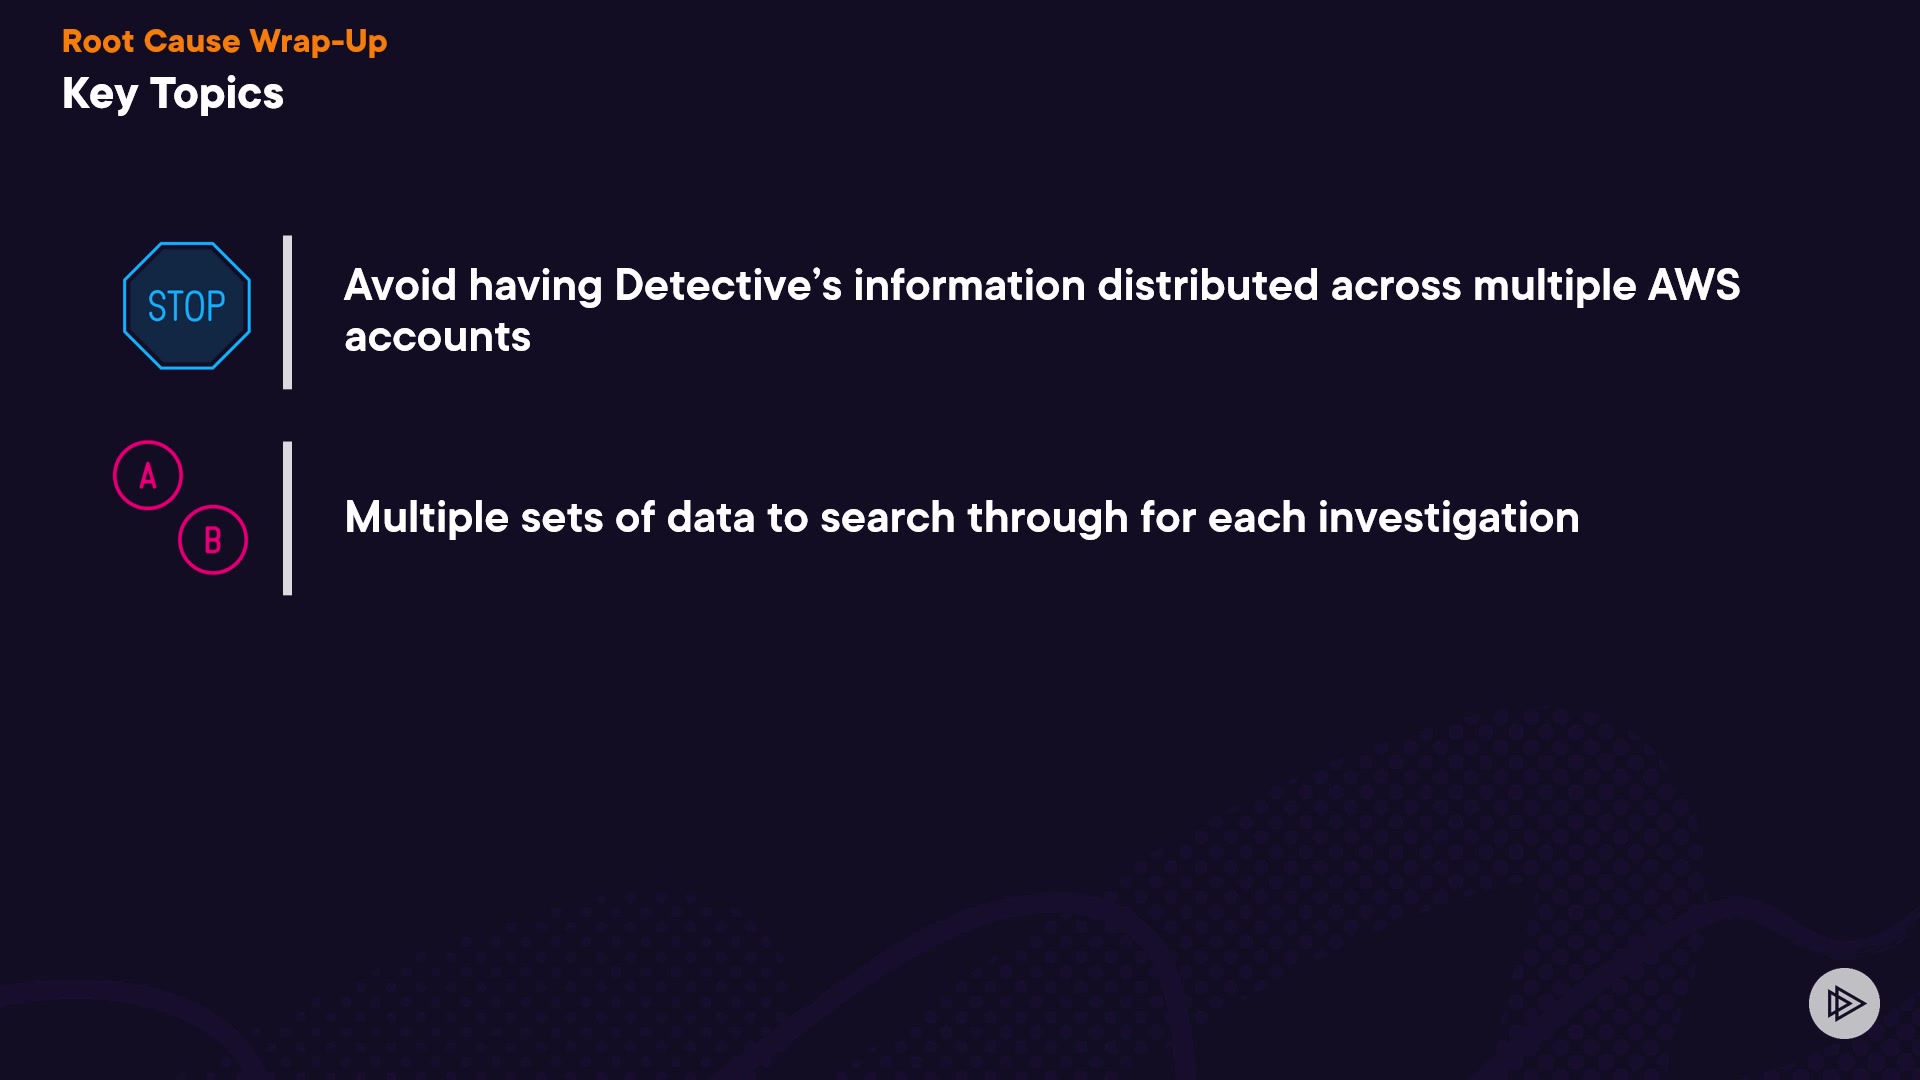 Root Cause Wrap-Up
Key Topics
STOP
Avoid having Detective’s information distributed across multiple AWS
accounts
A
B
Multiple sets of data to search through for each investigation